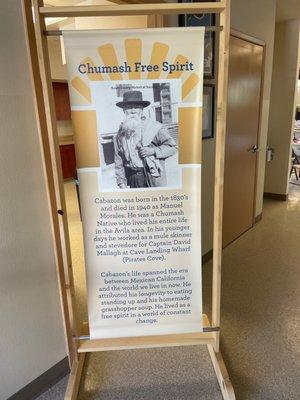 Chumash Free Spirit
South County Historical Society
Cabazon was born in the 1830's
and died in 1940 as Manuel
Morales. He was a Chumash
Native who lived his entire life
in the Avila area. In his younger
days he worked as a mule skinner
and stevedore for Captain David
Mallagh at Cave Landing Wharf
(Pirates Cove).
Cabazon's life spanned the era
between Mexican California
and the world we live in now. He
attributed his longevity to eating
standing up and his homemade
grasshopper soup. He lived as a
free spirit in a world of constant
change.